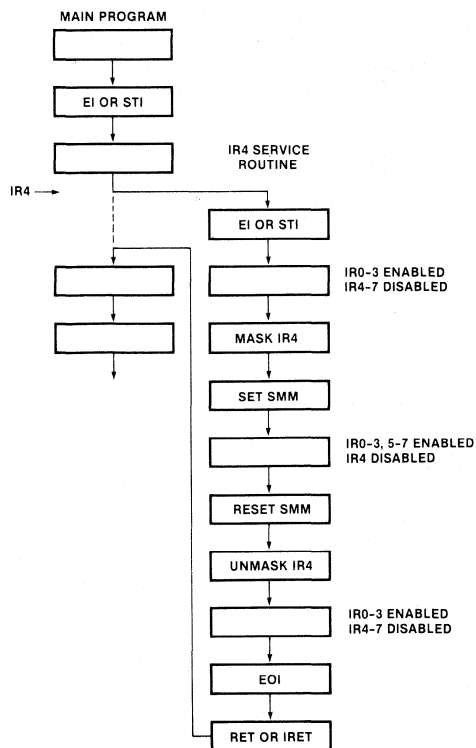 MAIN PROGRAM
EI OR STI
IR4
IR4 SERVICE
ROUTINE
EI OR STI
IR0-3 ENABLED
IR4-7 DISABLED
MASK IR4
SET SMM
IR0-3, 5-7 ENABLED
IR4 DISABLED
RESET SMM
UNMASK IR4
IR0-3 ENABLED
IR4-7 DISABLED
EOI
RET OR IRET